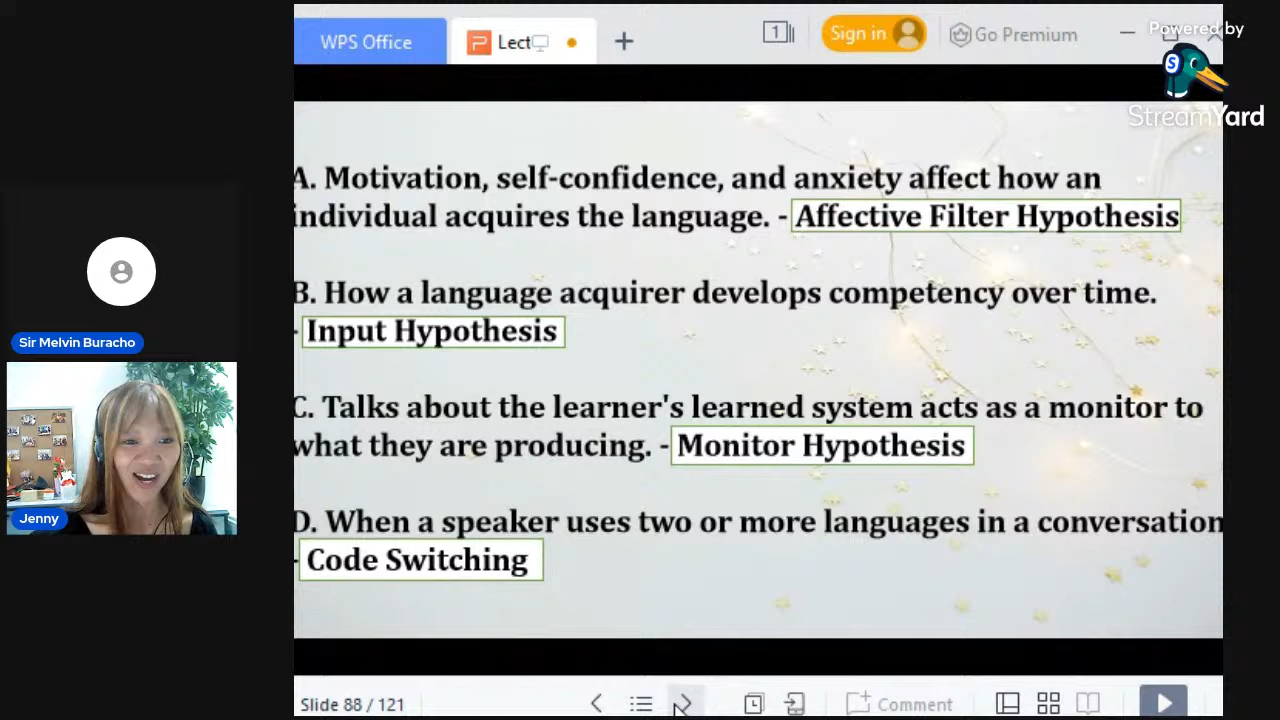 WPS Office
Lect
1
Sign in
Go Premium
Powered by
StreamYard
A. Motivation, self-confidence, and anxiety affect how an
individual acquires the language. - Affective Filter Hypothesis
B. How a language acquirer develops competency over time.
- Input Hypothesis
C. Talks about the learner's learned system acts as a monitor to
what they are producing. - Monitor Hypothesis
D. When a speaker uses two or more languages in a conversation
- Code Switching
Sir Melvin Buracho
Jenny
Slide 88 / 121
Comment